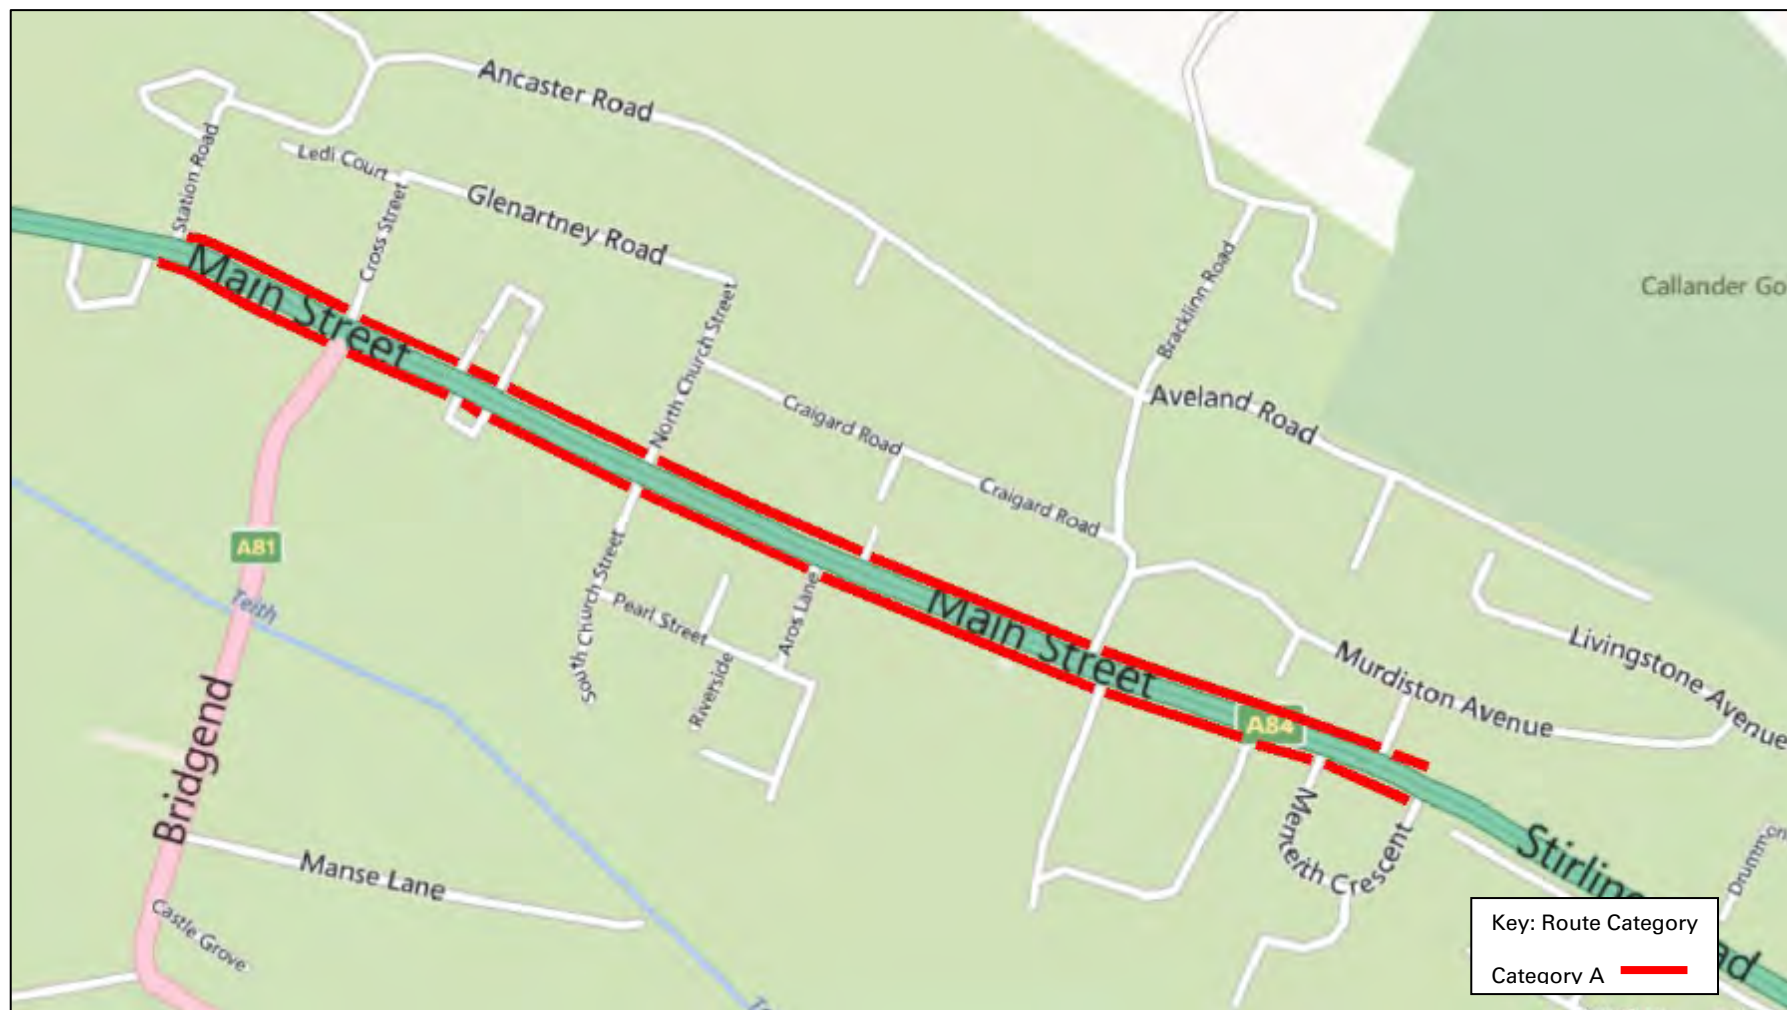 Ancaster Road
Station Road
Ledi Court
Cross Street
Glenartney Road
Main Street
Bracklinn Road
Callander Go
North Church Street
Craigard Road
Aveland Road
Craigard Road
A81
Teith
South Church Street
Pearl Street
Riverside
Aros Lane
Main Street
A84
Murdiston Avenue
Livingstone Avenue
Bridgend
Manse Lane
Castle Grove
Menteith Crescent
Stirling Road
Key: Route Category
Category A